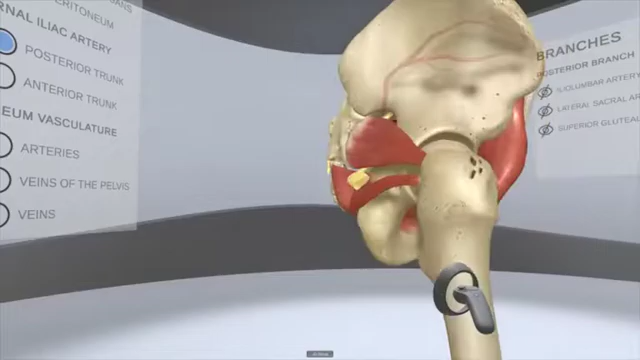 PERITONEUM
RNAL ILIAC ARTERY
POSTERIOR TRUNK
ANTERIOR TRUNK
EUM VASCULATURE
ARTERIES
VEINS OF THE PELVIS
VEINS
BRANCHES
POSTERIOR BRANCH
LATERAL SACRAL AR
SUPERIOR GLUTEAL